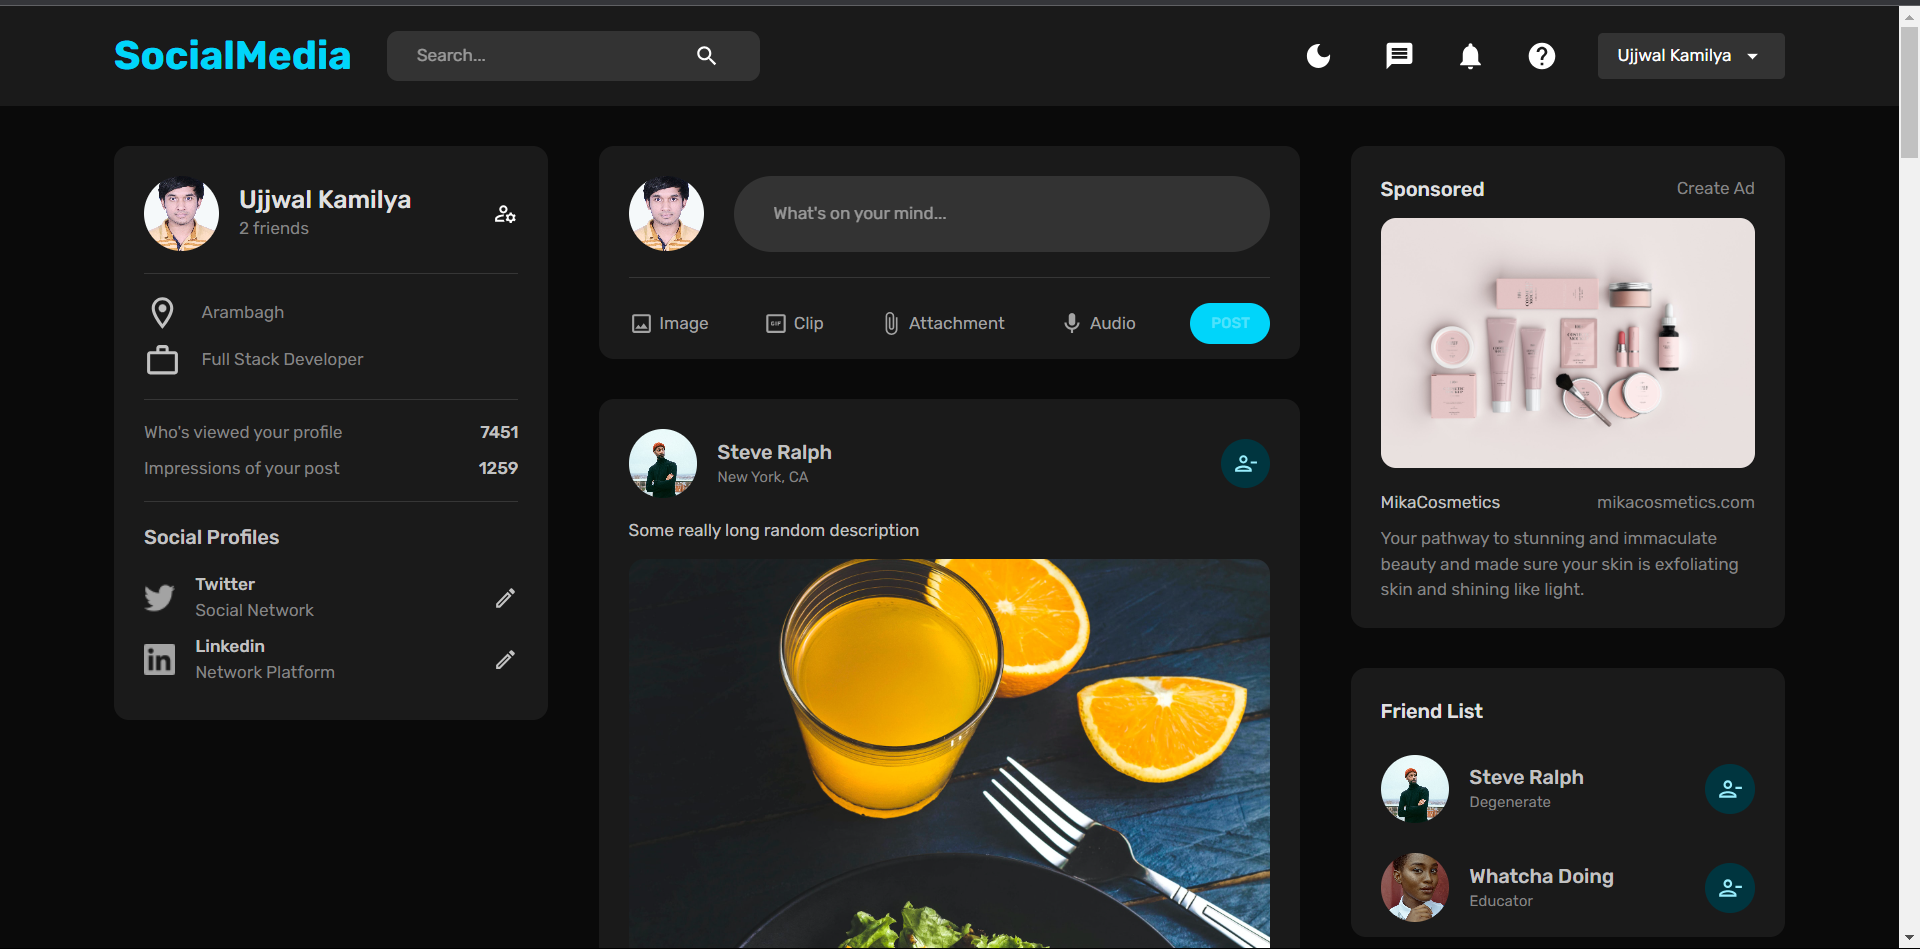 SocialMedia
Search...
Ujjwal Kamilya
Ujjwal Kamilya
2 friends
Arambagh
Full Stack Developer
Who's viewed your profile 7451
Impressions of your post 1259
Social Profiles
Twitter
Social Network
Linkedin
Network Platform
What's on your mind...
Image GIF Clip Attachment Audio POST
Steve Ralph
New York, CA
Some really long random description
Sponsored Create Ad
MikaCosmetics mikacosmetics.com
Your pathway to stunning and immaculate
beauty and made sure your skin is exfoliating
skin and shining like light.
Friend List
Steve Ralph
Degenerate
Whatcha Doing
Educator